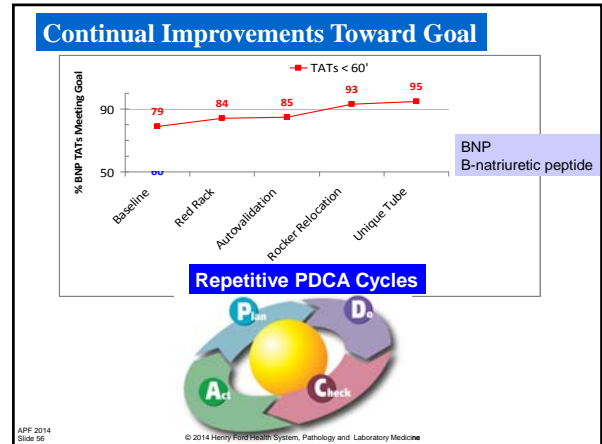 Continual Improvements Toward Goal
TATs < 60'
% BNP TATs Meeting Goal
90
50
79
84
85
93
95
60
Baseline
Red Rack
Autovalidation
Rocker Relocation
Unique Tube
BNP
B-natriuretic peptide
Repetitive PDCA Cycles
Plan
Do
Act
Check
APF 2014
Slide 56
© 2014 Henry Ford Health System, Pathology and Laboratory Medicine